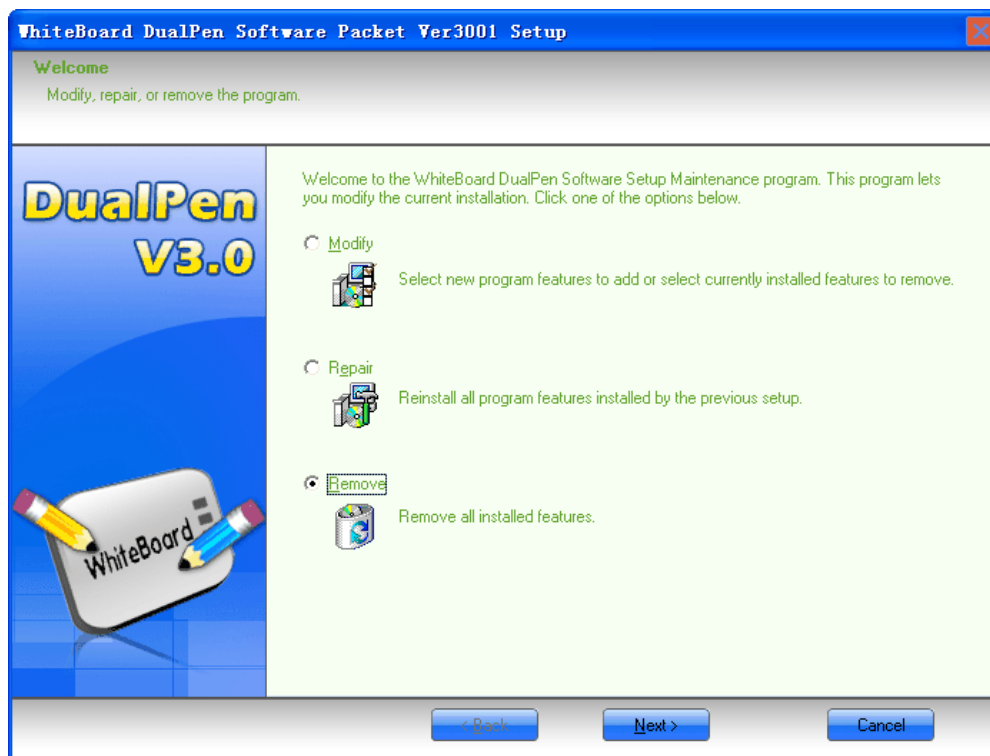 WhiteBoard DualPen Software Packet Ver3001 Setup
Welcome
Modify, repair, or remove the program.
DualPen
V3.0
WhiteBoard
Welcome to the WhiteBoard DualPen Software Setup Maintenance program. This program lets
you modify the current installation. Click one of the options below.
Modify
Select new program features to add or select currently installed features to remove.
Repair
Reinstall all program features installed by the previous setup.
Remove
Remove all installed features.
< Back
Next >
Cancel